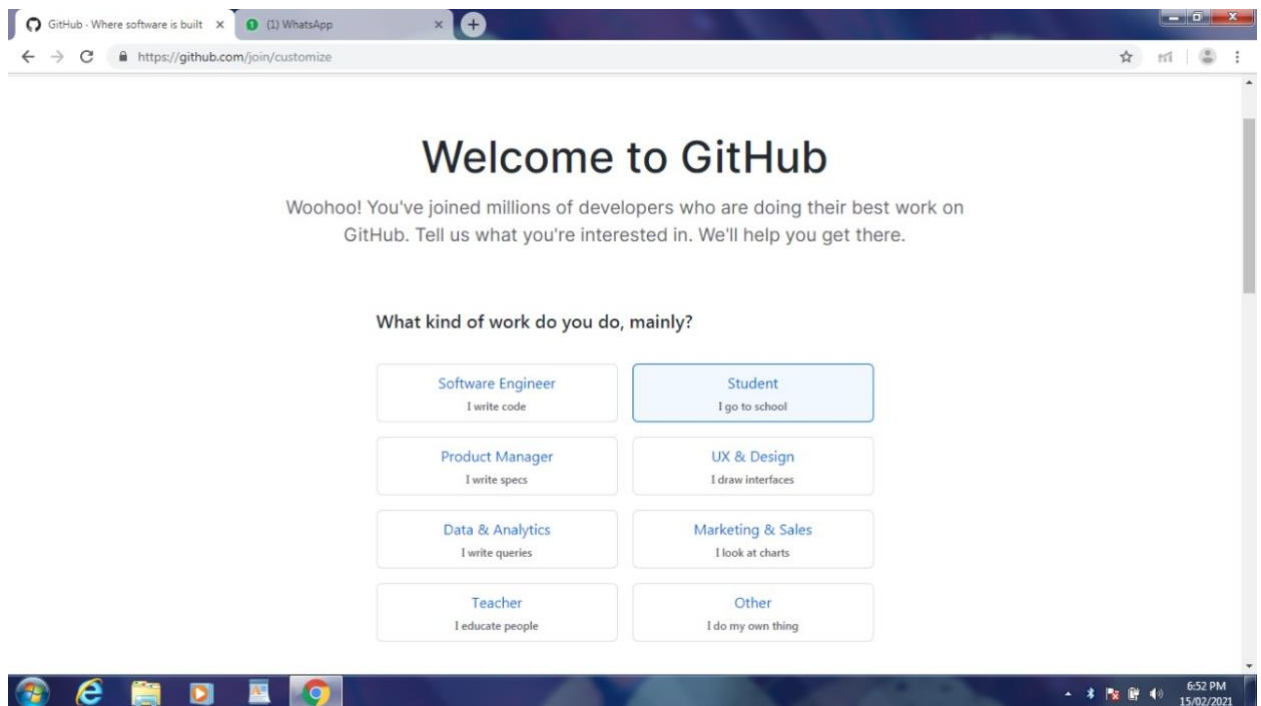 GitHub · Where software is built
(1) WhatsApp
https://github.com/join/customize
Welcome to GitHub
Woohoo! You've joined millions of developers who are doing their best work on
GitHub. Tell us what you're interested in. We'll help you get there.
What kind of work do you do, mainly?
Software Engineer
I write code
Student
I go to school
Product Manager
I write specs
UX & Design
I draw interfaces
Data & Analytics
I write queries
Marketing & Sales
I look at charts
Teacher
I educate people
Other
I do my own thing
6:52 PM
15/02/2021